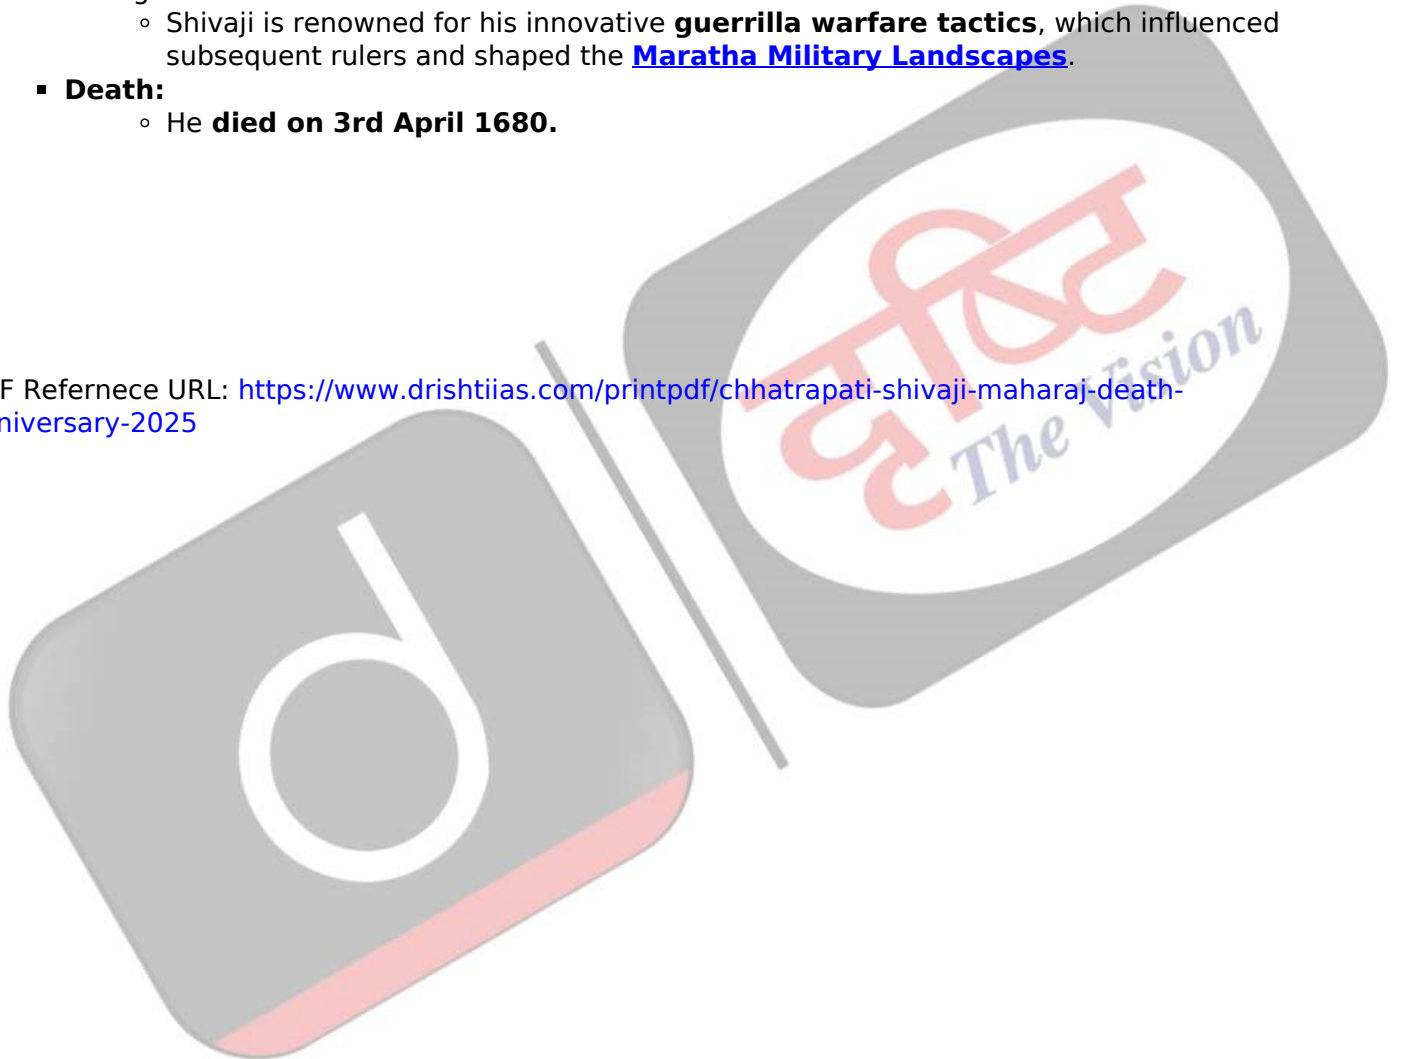 Shivaji is renowned for his innovative guerrilla warfare tactics, which influenced
subsequent rulers and shaped the Maratha Military Landscapes.
Death:
He died on 3rd April 1680.
F Refernece URL: https://www.drishtiias.com/printpdf/chhatrapati-shivaji-maharaj-death-
niversary-2025
दृष्टि
The Vision
d